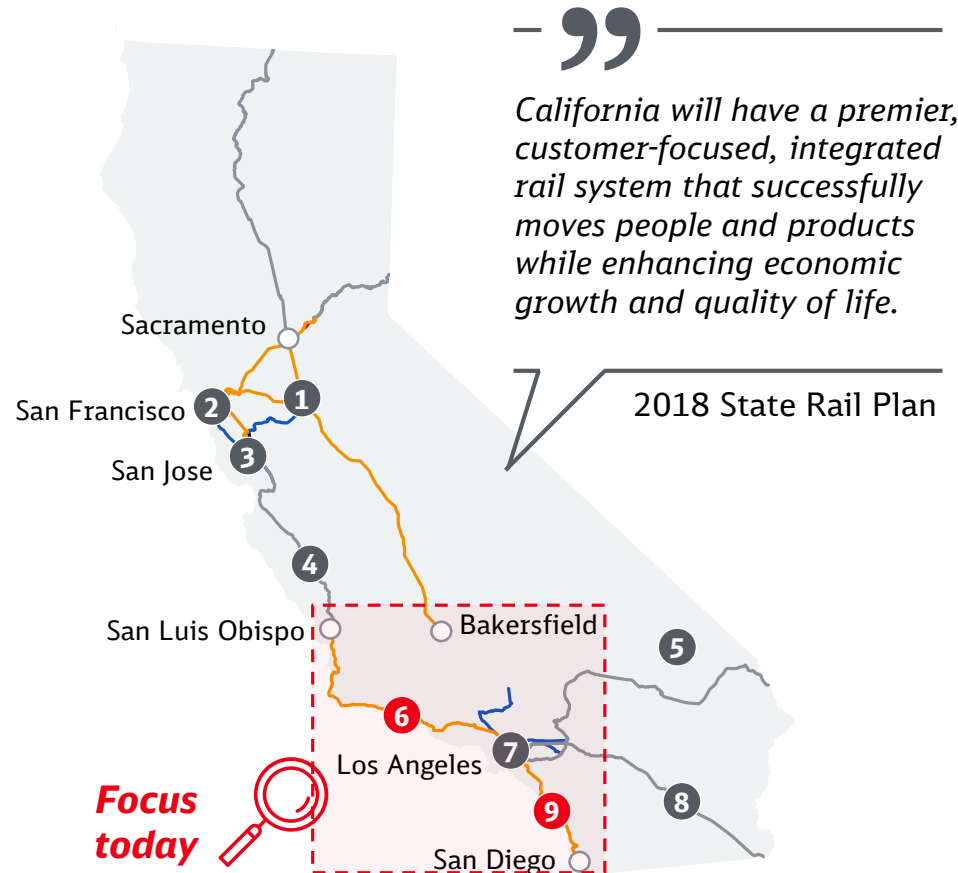 ”
California will have a premier,
customer-focused, integrated
rail system that successfully
moves people and products
while enhancing economic
growth and quality of life.
2018 State Rail Plan
Sacramento
1
San Francisco
2
San Jose
3
4
San Luis Obispo
Bakersfield
5
6
Los Angeles
7
8
Focus
today
9
San Diego